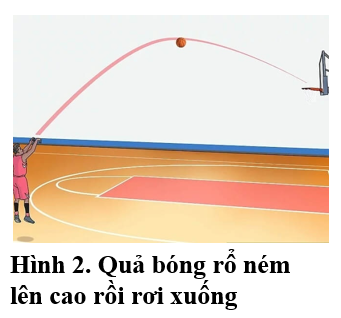 Hình 2. Quả bóng rổ ném
lên cao rồi rơi xuống